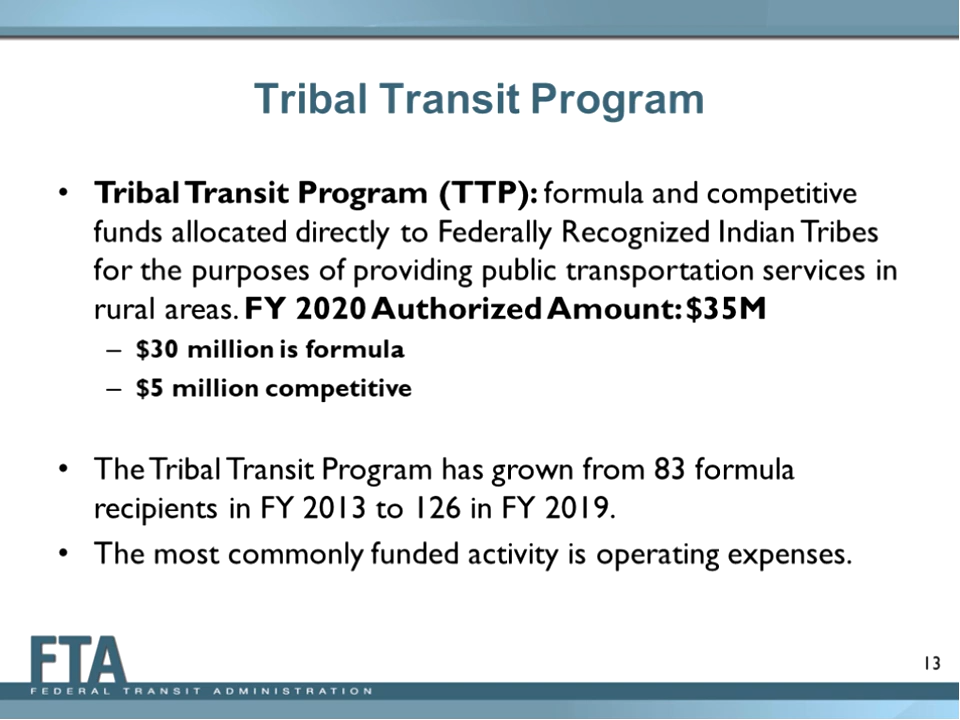 Tribal Transit Program
• Tribal Transit Program (TTP): formula and competitive
funds allocated directly to Federally Recognized Indian Tribes
for the purposes of providing public transportation services in
rural areas. FY 2020 Authorized Amount: $35M
– $30 million is formula
– $5 million competitive
• The Tribal Transit Program has grown from 83 formula
recipients in FY 2013 to 126 in FY 2019.
• The most commonly funded activity is operating expenses.
FTA
FEDERAL TRANSIT ADMINISTRATION
13